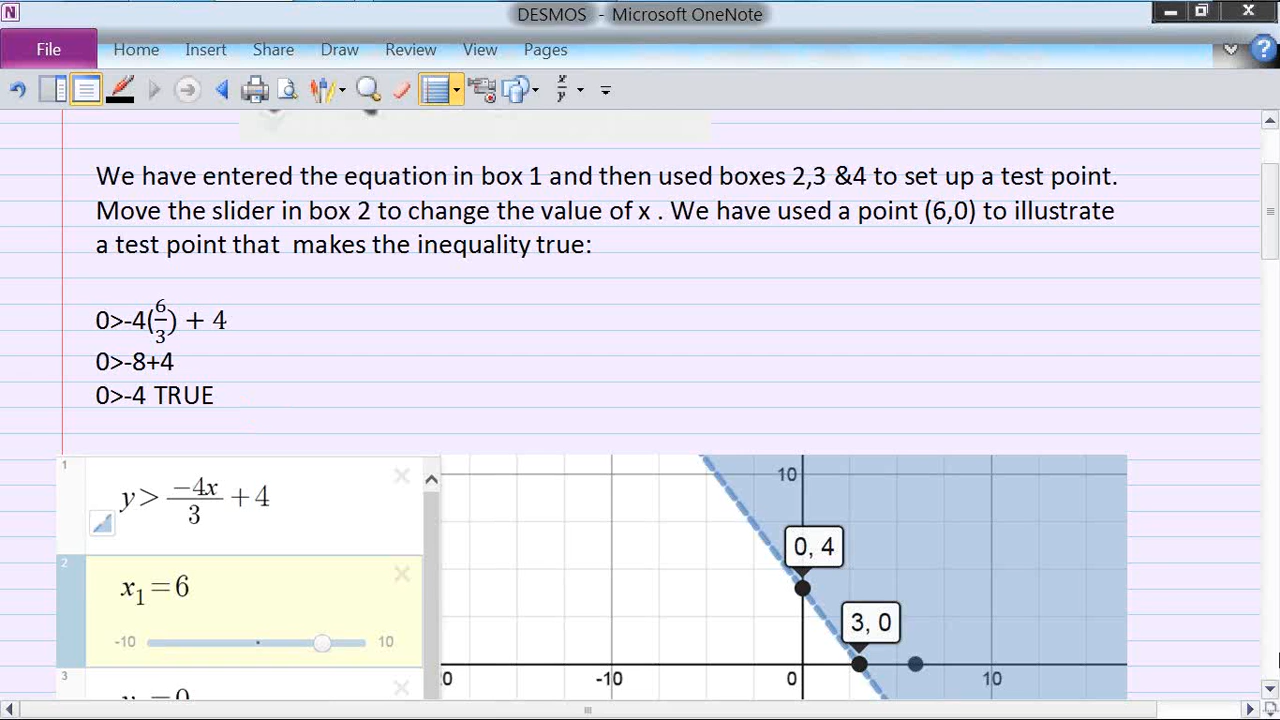 DESMOS - Microsoft OneNote
File Home Insert Share Draw Review View Pages
We have entered the equation in box 1 and then used boxes 2,3 &4 to set up a test point.
Move the slider in box 2 to change the value of x . We have used a point (6,0) to illustrate
a test point that makes the inequality true:
0>-4(6/3) + 4
0>-8+4
0>-4 TRUE
1
y > −4x/3 + 4
2
x₁ = 6
-10 10
3
10
0, 4
3, 0
-10 0 10